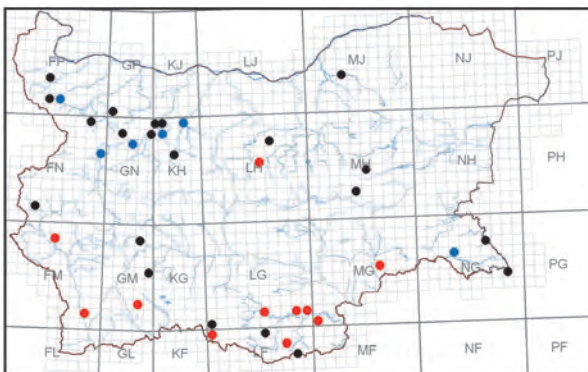 FP GP KJ LJ MJ NJ PJ
FN GN KH LH MH NH PH
FM GM KG LG MG NG PG
FL GL KF LF MF NF PF